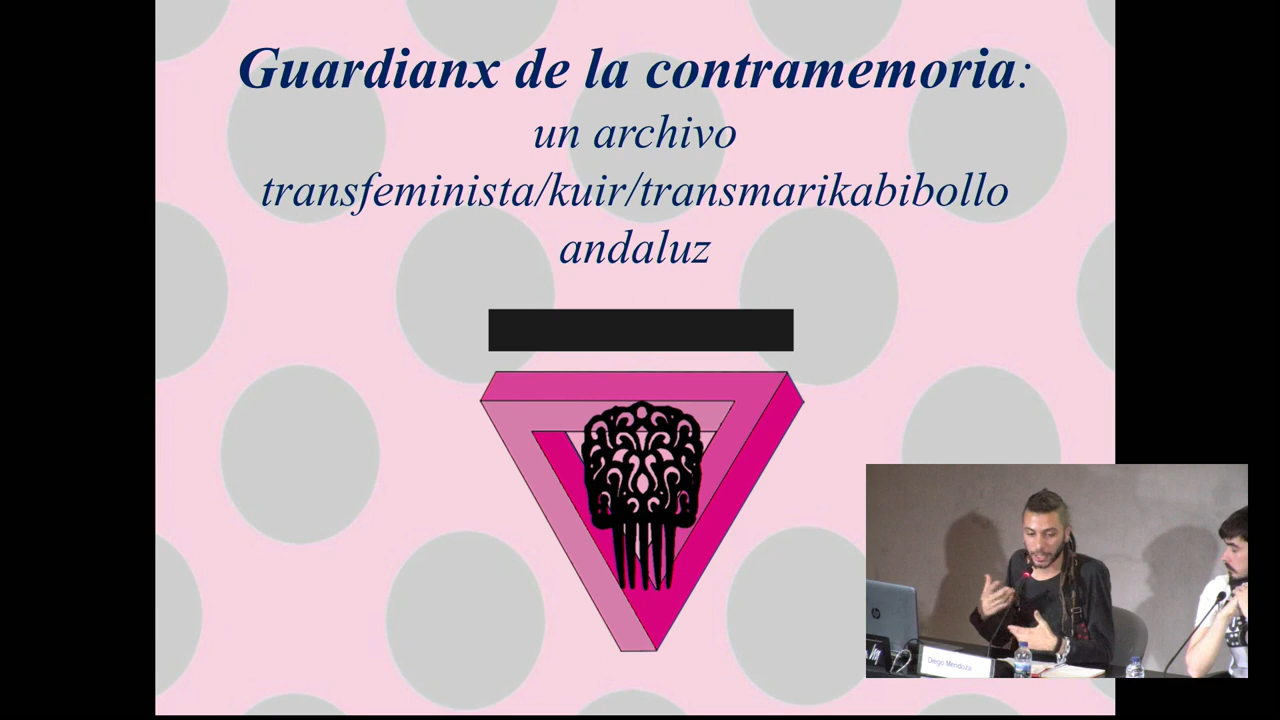 Guardianx de la contramemoria:
un archivo
transfeminista/kuir/transmarikabibollo
andaluz
Diego Mendoza